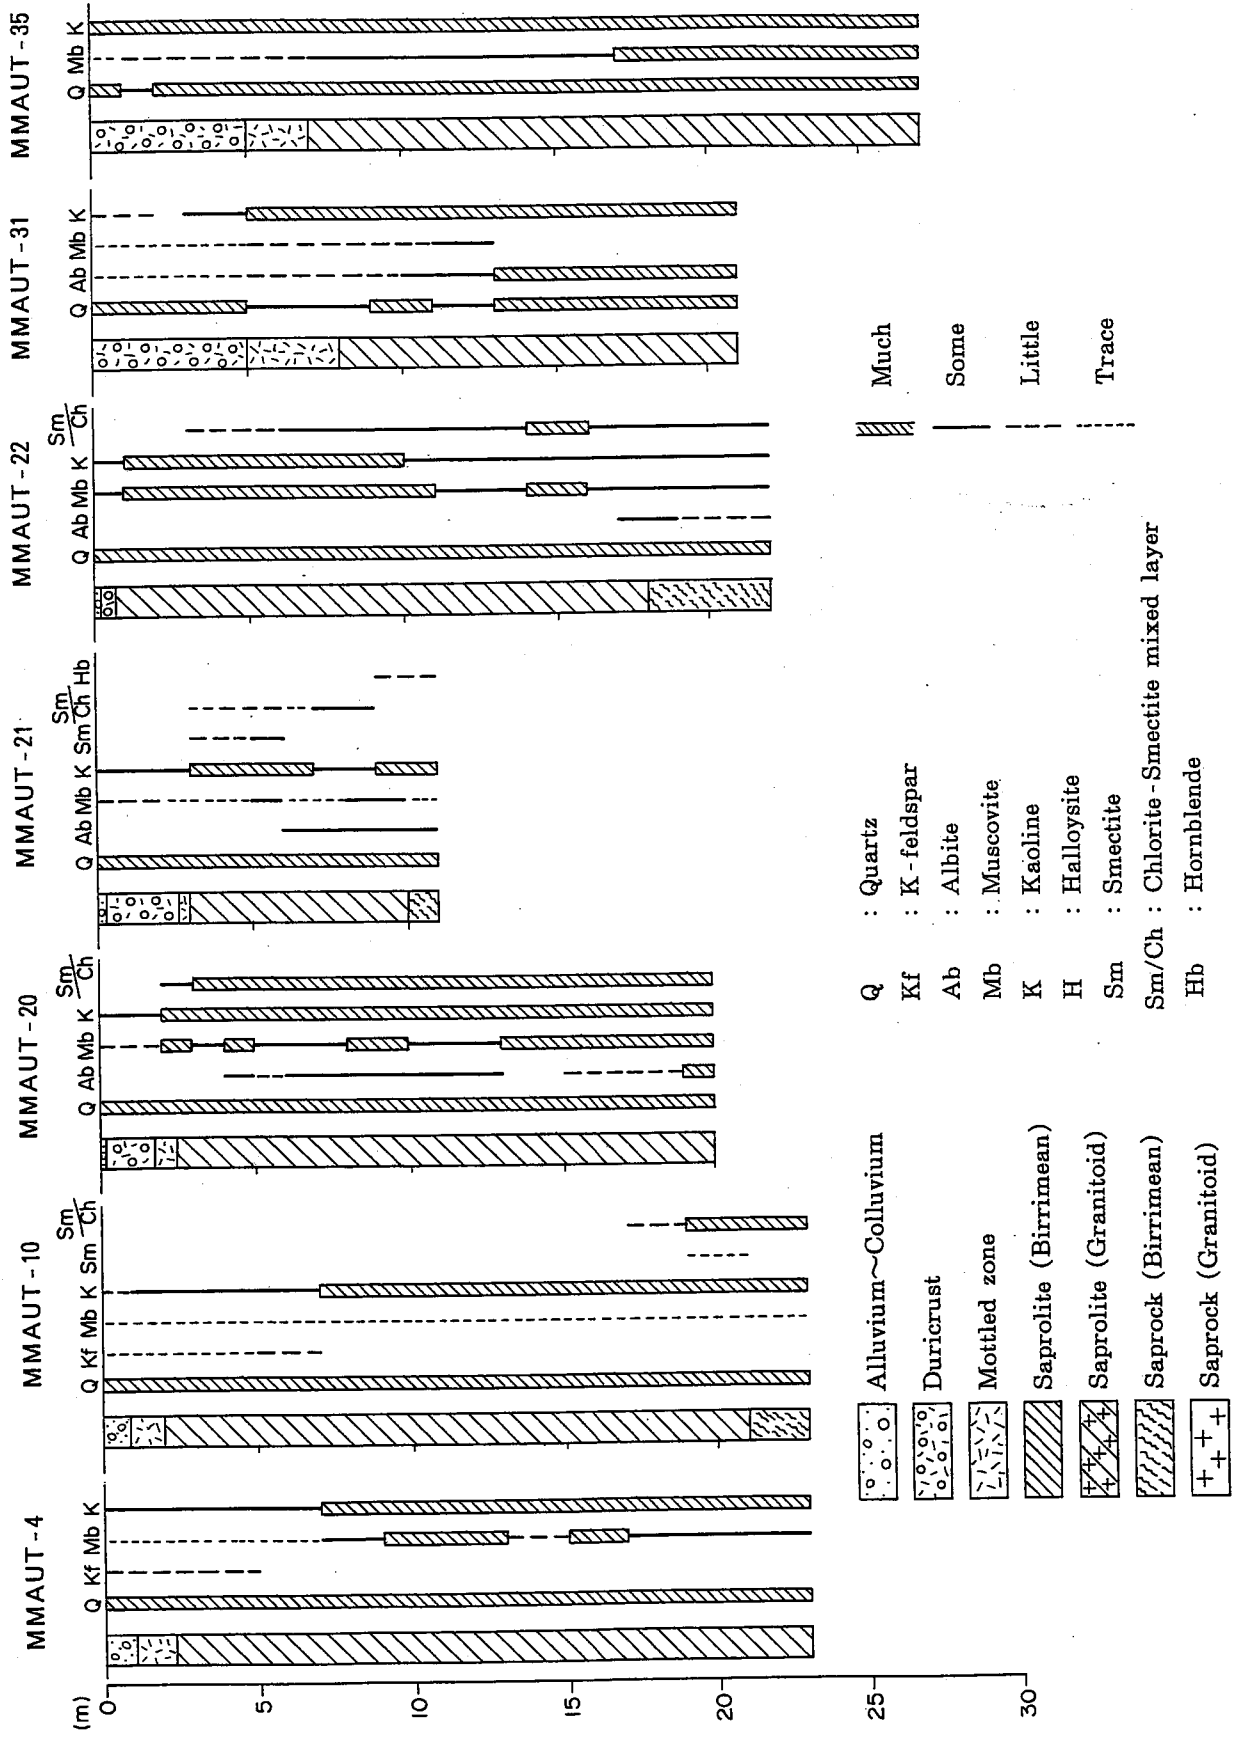 MMAUT-4
Q Kf Mb K
MMAUT-10
Q Kf Mb K Sm Sm/Ch
MMAUT-20
Q Ab Mb K Sm/Ch
MMAUT-21
Q Ab Mb K Sm Sm/Ch Hb
MMAUT-22
Q Ab Mb K Sm/Ch
MMAUT-31
Q Ab Mb K
MMAUT-35
Q Mb K
(m)
0
5
10
15
20
25
30
Alluvium~Colluvium
Duricrust
Mottled zone
Saprolite (Birrimean)
Saprolite (Granitoid)
Saprock (Birrimean)
Saprock (Granitoid)
Q : Quartz
Kf : K-feldspar
Ab : Albite
Mb : Muscovite
K : Kaoline
H : Halloysite
Sm : Smectite
Sm/Ch : Chlorite-Smectite mixed layer
Hb : Hornblende
Much
Some
Little
Trace